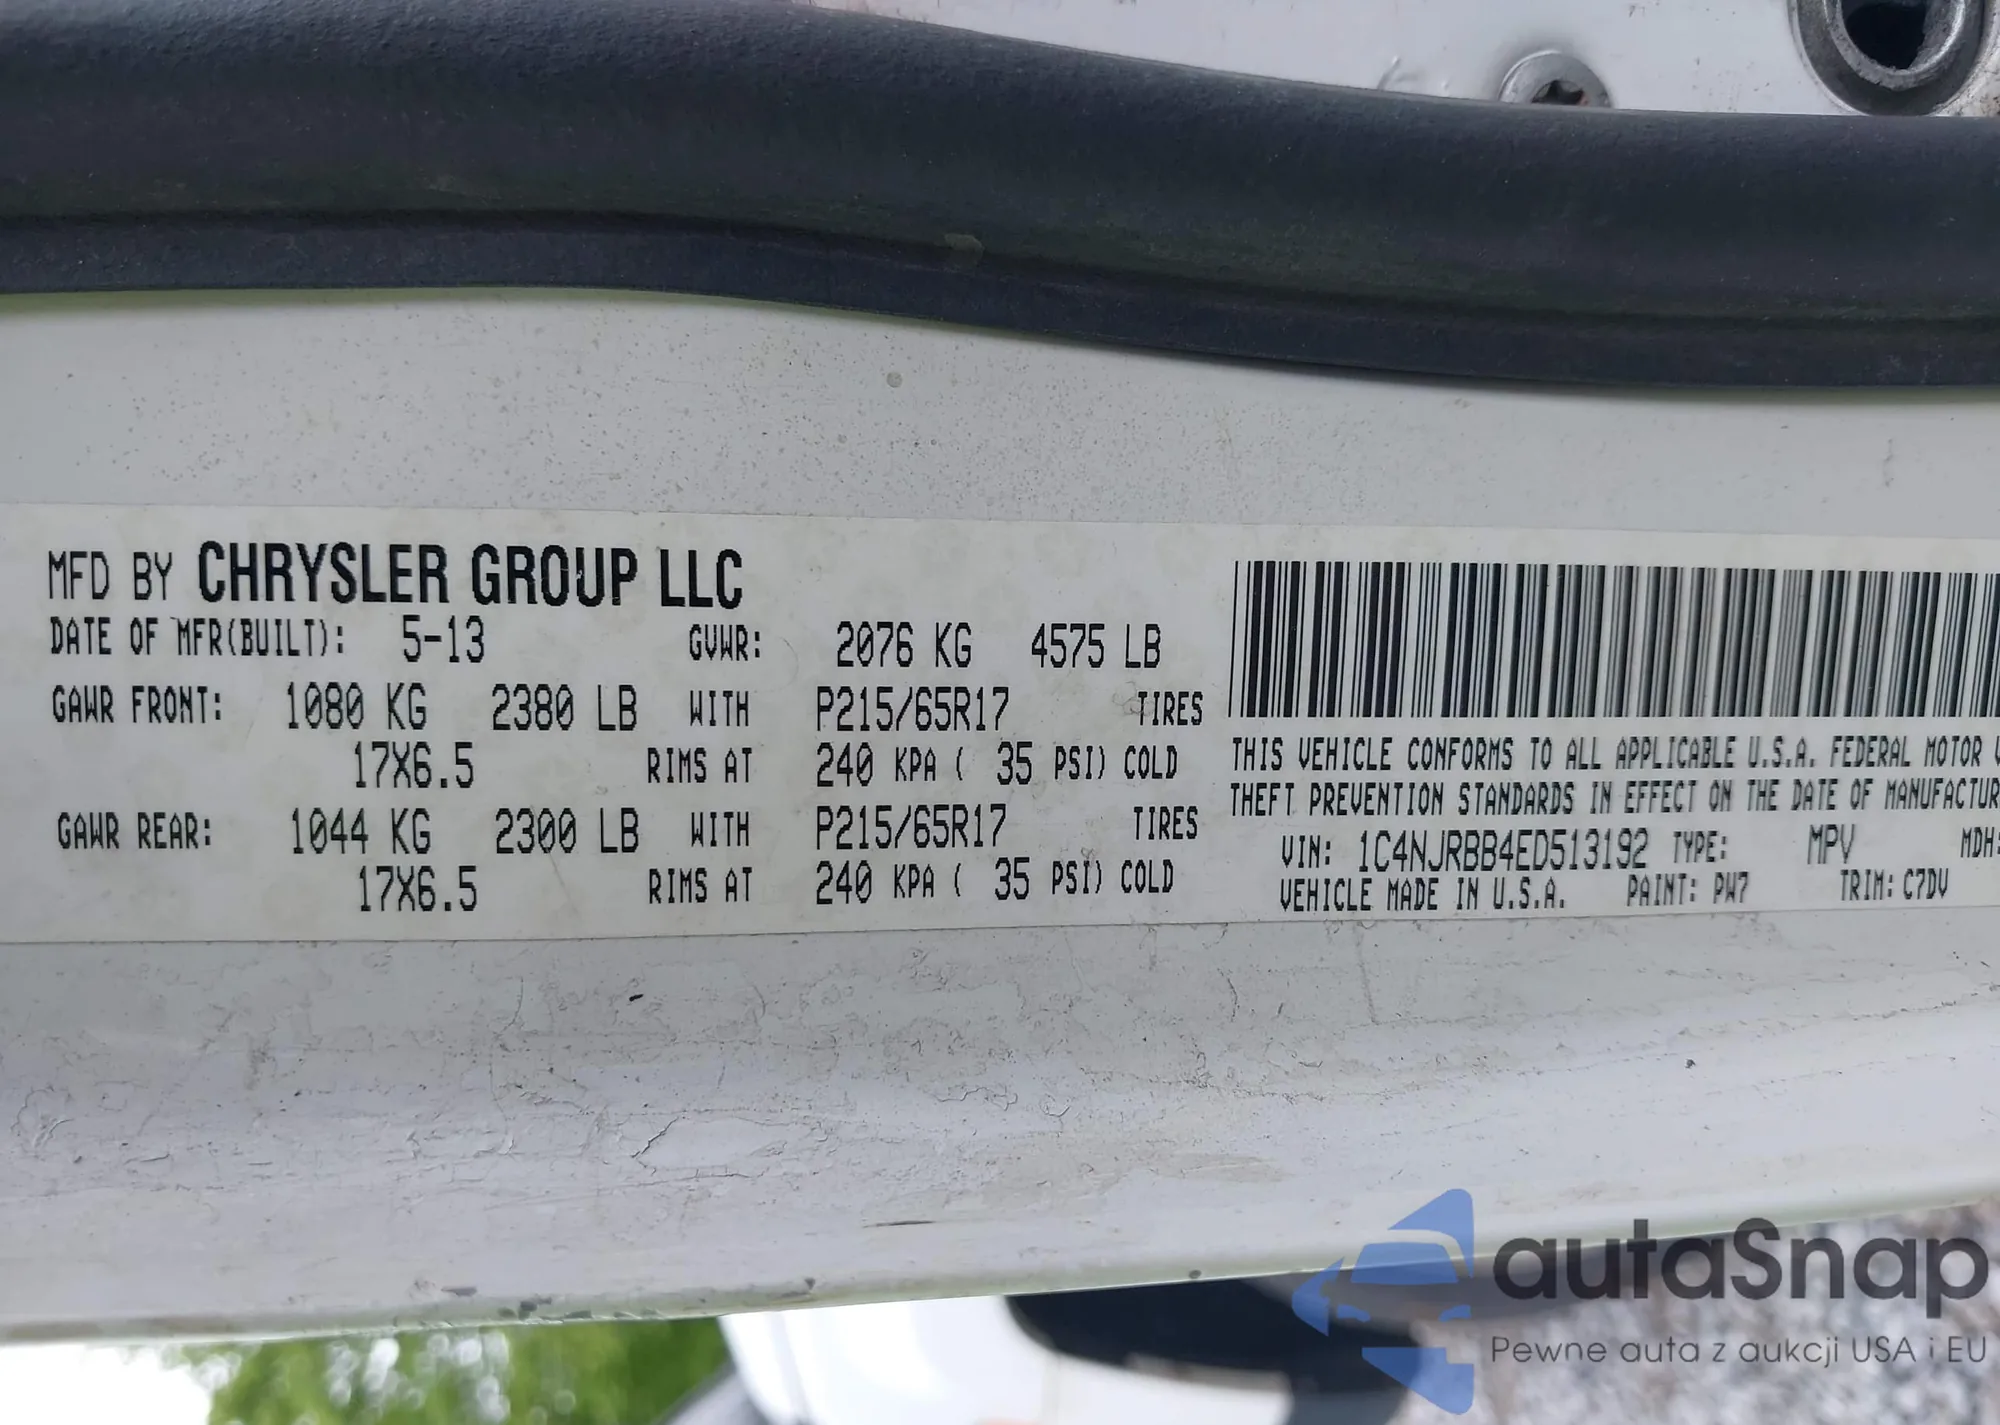 MFD BY CHRYSLER GROUP LLC
DATE OF MFR(BUILT): 5-13 GVWR: 2076 KG 4575 LB
GAWR FRONT: 1080 KG 2380 LB WITH P215/65R17 TIRES
17X6.5 RIMS AT 240 KPA ( 35 PSI) COLD
GAWR REAR: 1044 KG 2300 LB WITH P215/65R17 TIRES
17X6.5 RIMS AT 240 KPA ( 35 PSI) COLD
THIS VEHICLE CONFORMS TO ALL APPLICABLE U.S.A. FEDERAL MOTOR V
THEFT PREVENTION STANDARDS IN EFFECT ON THE DATE OF MANUFACTUR
VIN: 1C4NJRBB4ED513192 TYPE: MPV MDH:
VEHICLE MADE IN U.S.A. PAINT: PW7 TRIM: C7DV
autaSnap
Pewne auta z aukcji USA i EU